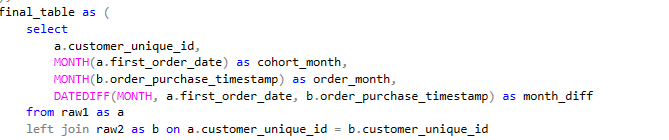 final_table as (
select
a.customer_unique_id,
MONTH(a.first_order_date) as cohort_month,
MONTH(b.order_purchase_timestamp) as order_month,
DATEDIFF(MONTH, a.first_order_date, b.order_purchase_timestamp) as month_diff
from raw1 as a
left join raw2 as b on a.customer_unique_id = b.customer_unique_id